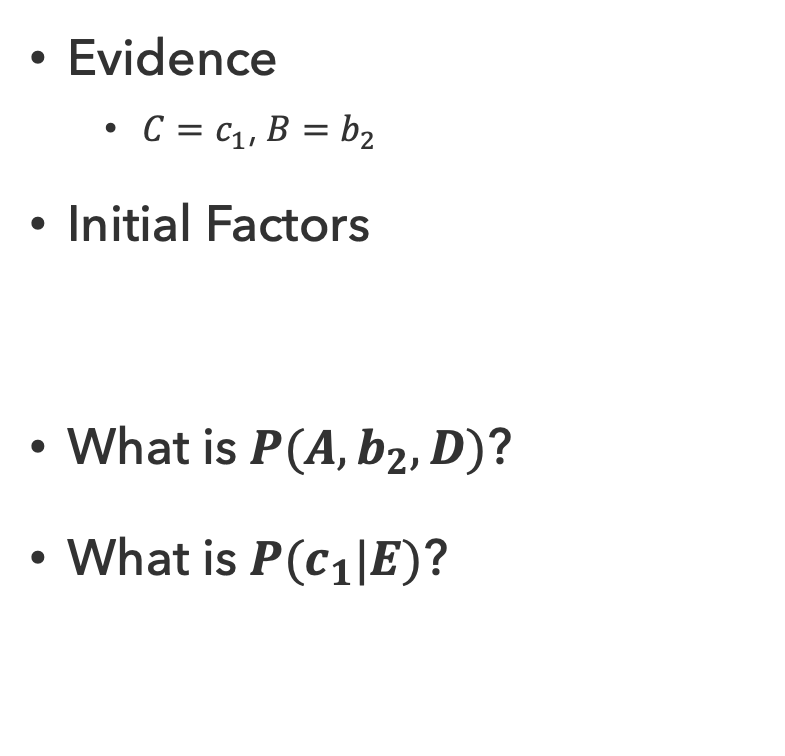 • Evidence
• C = c₁, B = b₂
• Initial Factors
• What is P(A, b₂, D)?
• What is P(c₁|E)?